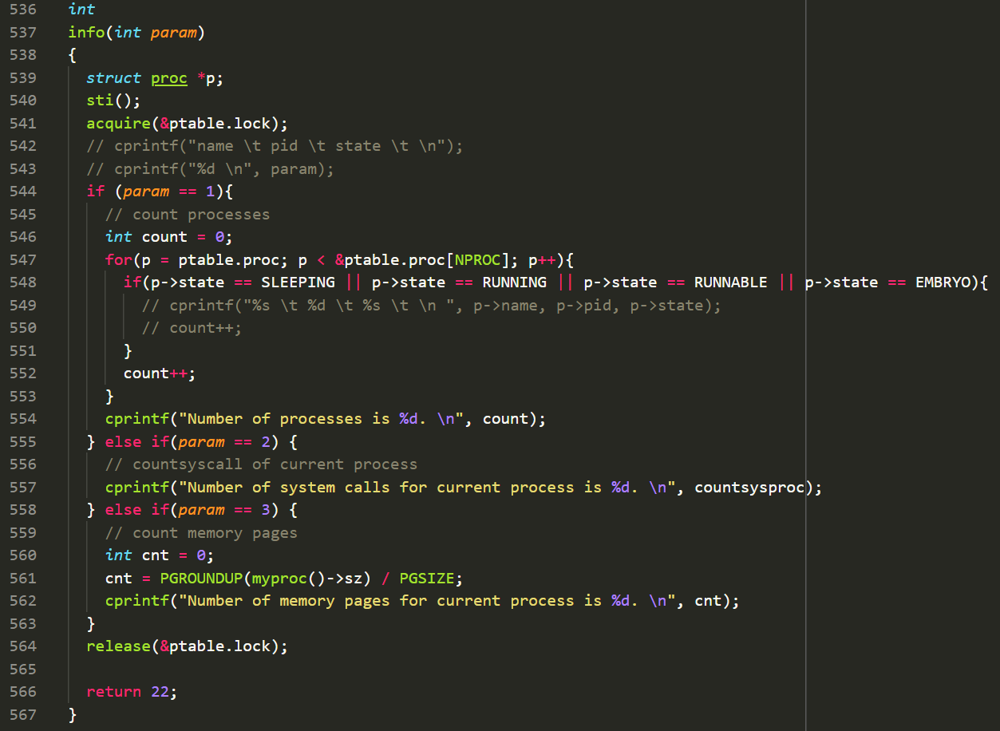 536 int
537 info(int param)
538 {
539   struct proc *p;
540   sti();
541   acquire(&ptable.lock);
542   // cprintf("name \t pid \t state \t \n");
543   // cprintf("%d \n", param);
544   if (param == 1){
545     // count processes
546     int count = 0;
547     for(p = ptable.proc; p < &ptable.proc[NPROC]; p++){
548       if(p->state == SLEEPING || p->state == RUNNING || p->state == RUNNABLE || p->state == EMBRYO){
549         // cprintf("%s \t %d \t %s \t \n ", p->name, p->pid, p->state);
550         // count++;
551       }
552       count++;
553     }
554     cprintf("Number of processes is %d. \n", count);
555   } else if(param == 2) {
556     // countsyscall of current process
557     cprintf("Number of system calls for current process is %d. \n", countsysproc);
558   } else if(param == 3) {
559     // count memory pages
560     int cnt = 0;
561     cnt = PGROUNDUP(myproc()->sz) / PGSIZE;
562     cprintf("Number of memory pages for current process is %d. \n", cnt);
563   }
564   release(&ptable.lock);
565
566   return 22;
567 }